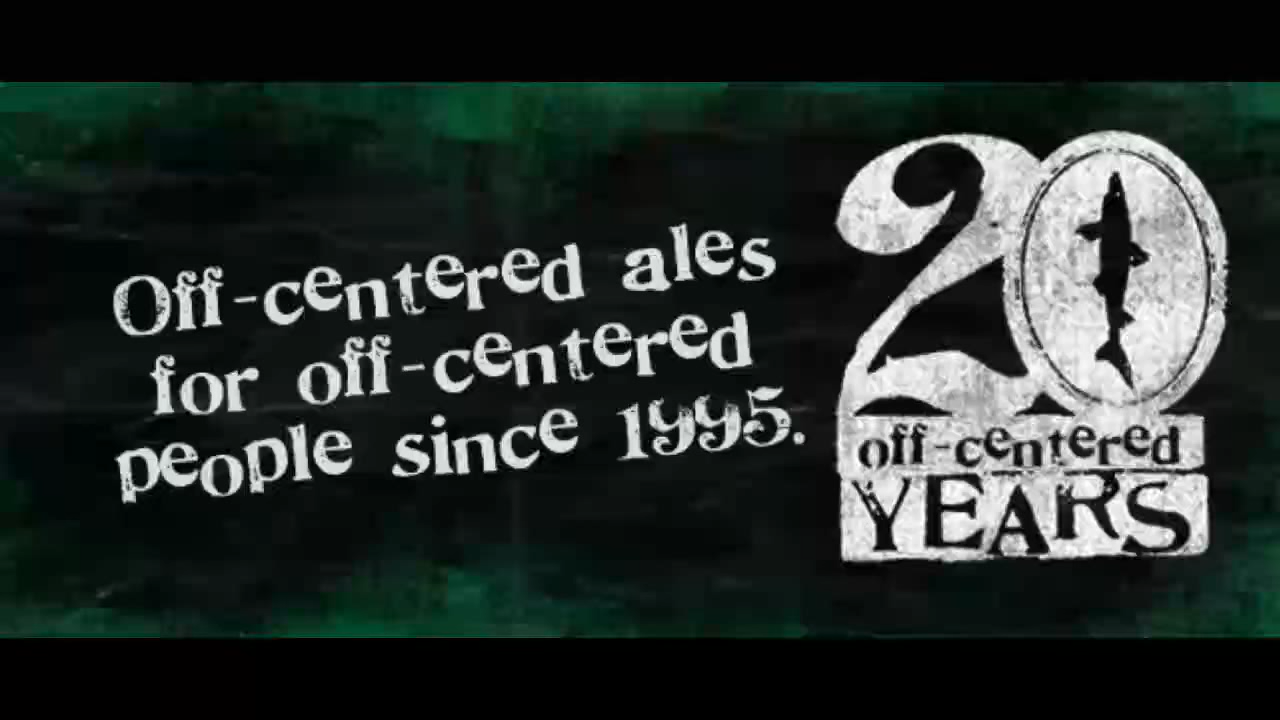 Off-centered ales
for off-centered
people since 1995.
20
off-centered
YEARS